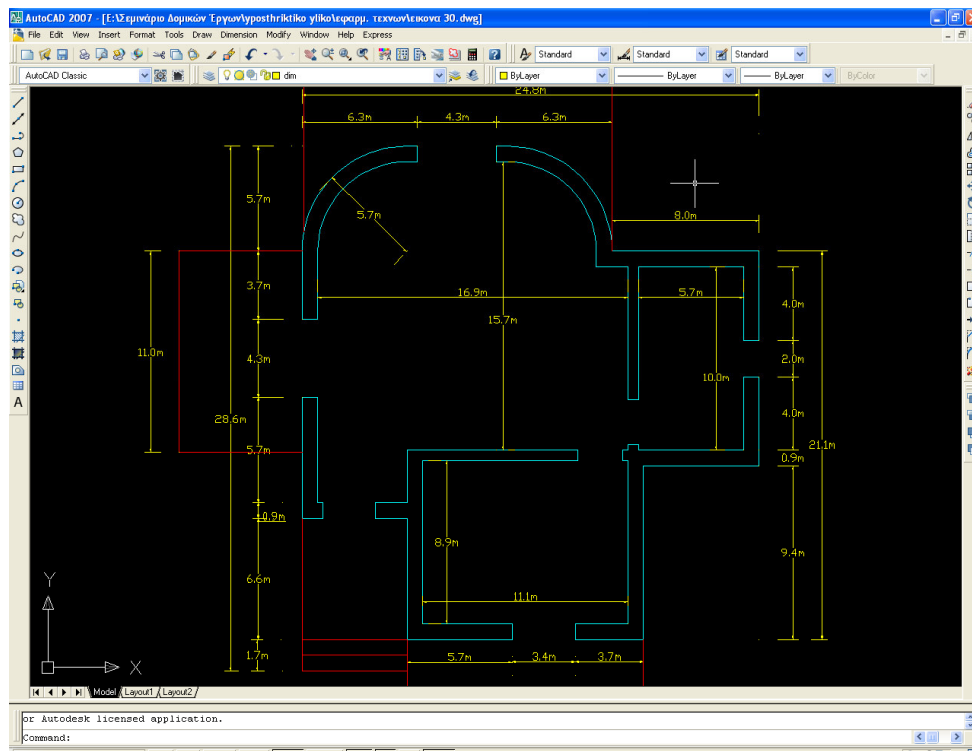 AutoCAD 2007 - [E:\Σεμινάριο Δομικών Έργων\yposthriktiko yliko\εφαρμ. τεχνων\εικονα 30.dwg]
File Edit View Insert Format Tools Draw Dimension Modify Window Help Express
Standard Standard Standard
AutoCAD Classic dim ByLayer ByLayer ByLayer ByColor
24.8m
6.3m 4.3m 6.3m
5.7m
5.7m 8.0m
3.7m 16.9m 5.7m 4.0m
15.7m
11.0m 4.3m 2.0m
10.0m
28.6m 4.0m
5.7m 21.1m
0.9m
0.9m
8.9m 9.4m
6.6m
11.1m
1.7m 5.7m 3.4m 3.7m
Y
X
A
Model Layout1 Layout2
or Autodesk licensed application.
Command: